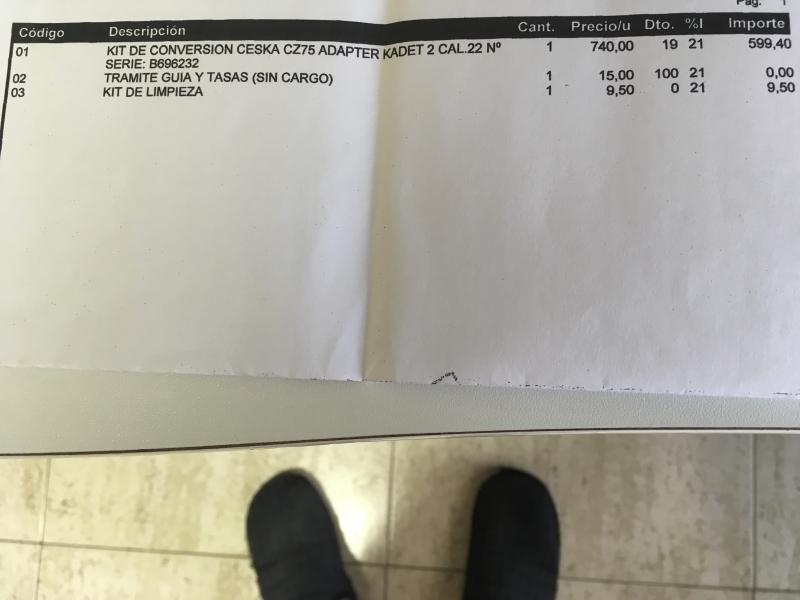 Pág. 1
Código Descripción Cant. Precio/u Dto. %I Importe
01 KIT DE CONVERSION CESKA CZ75 ADAPTER KADET 2 CAL.22 Nº 1 740,00 19 21 599,40
SERIE: B696232
02 TRAMITE GUIA Y TASAS (SIN CARGO) 1 15,00 100 21 0,00
03 KIT DE LIMPIEZA 1 9,50 0 21 9,50